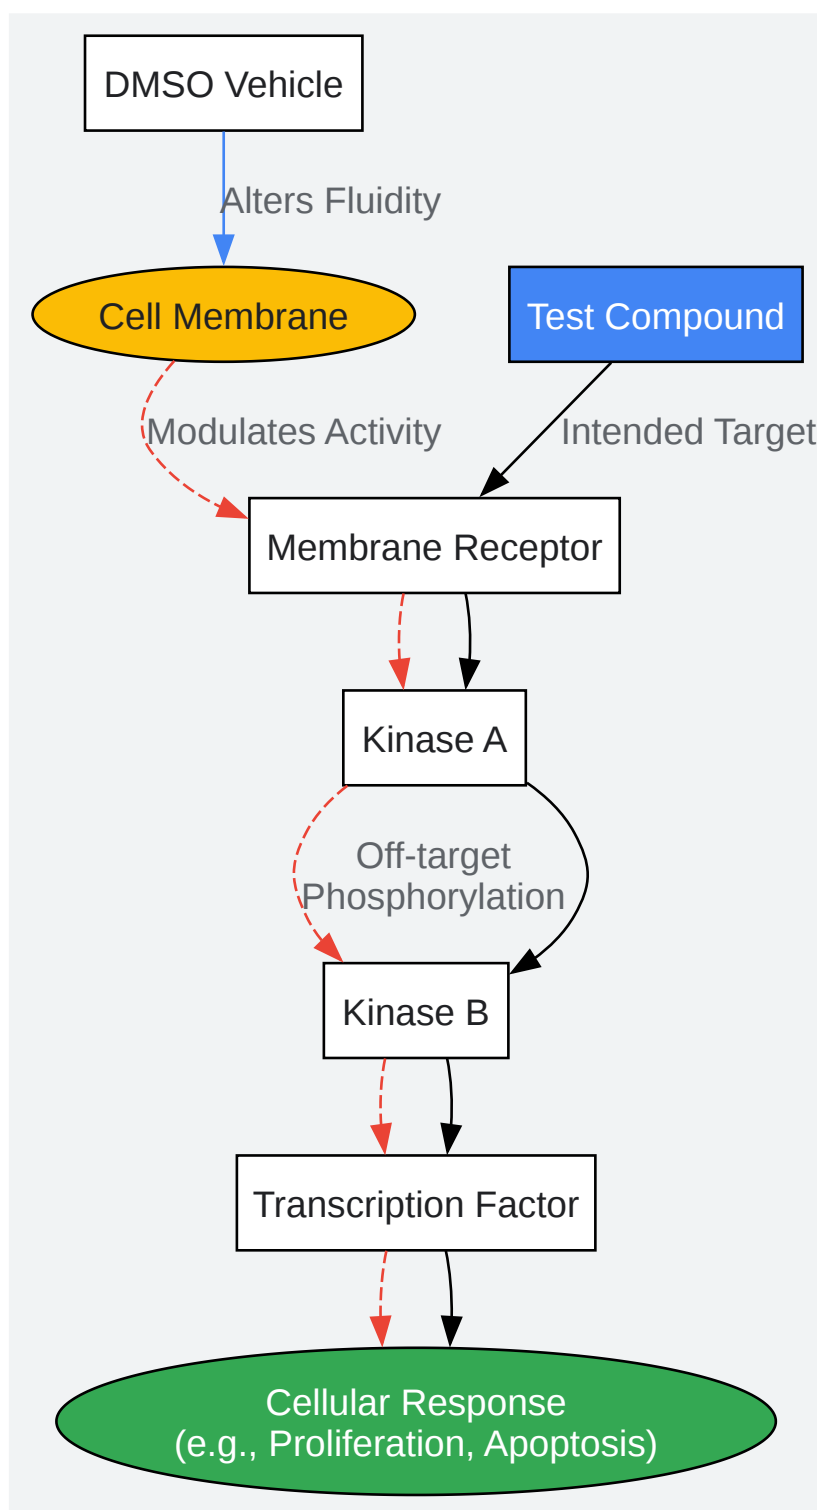 DMSO Vehicle
Alters Fluidity
Cell Membrane
Test Compound
Modulates Activity
Intended Target
Membrane Receptor
Kinase A
Off-target
Phosphorylation
Kinase B
Transcription Factor
Cellular Response
(e.g., Proliferation, Apoptosis)